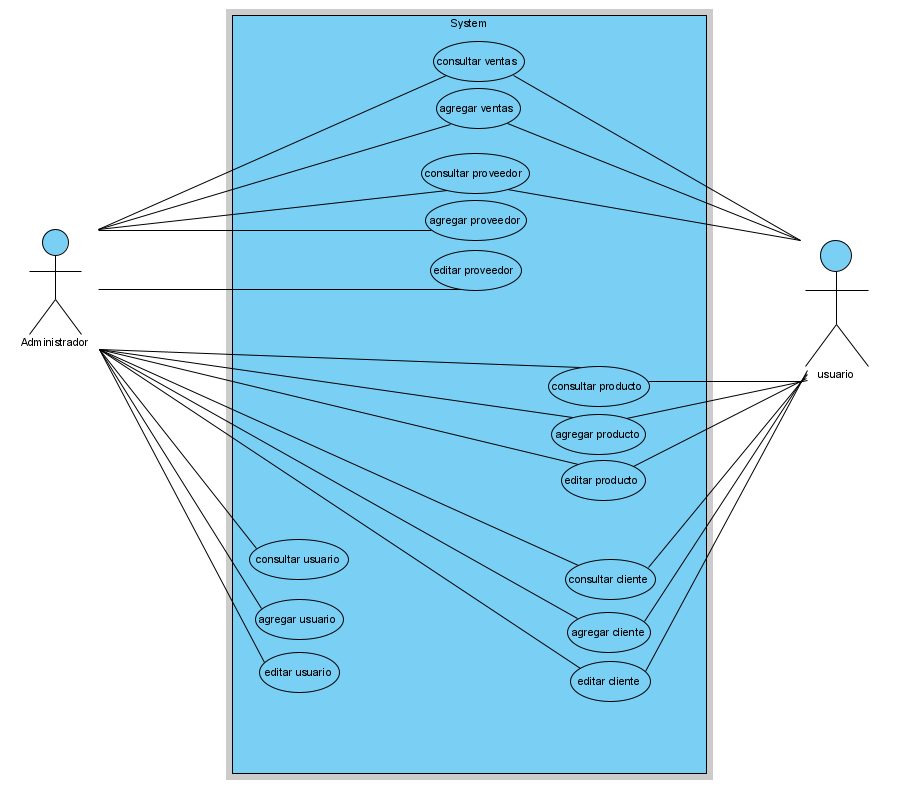 System
consultar ventas
agregar ventas
consultar proveedor
agregar proveedor
editar proveedor
Administrador
usuario
consultar producto
agregar producto
editar producto
consultar usuario
agregar usuario
editar usuario
consultar cliente
agregar cliente
editar cliente